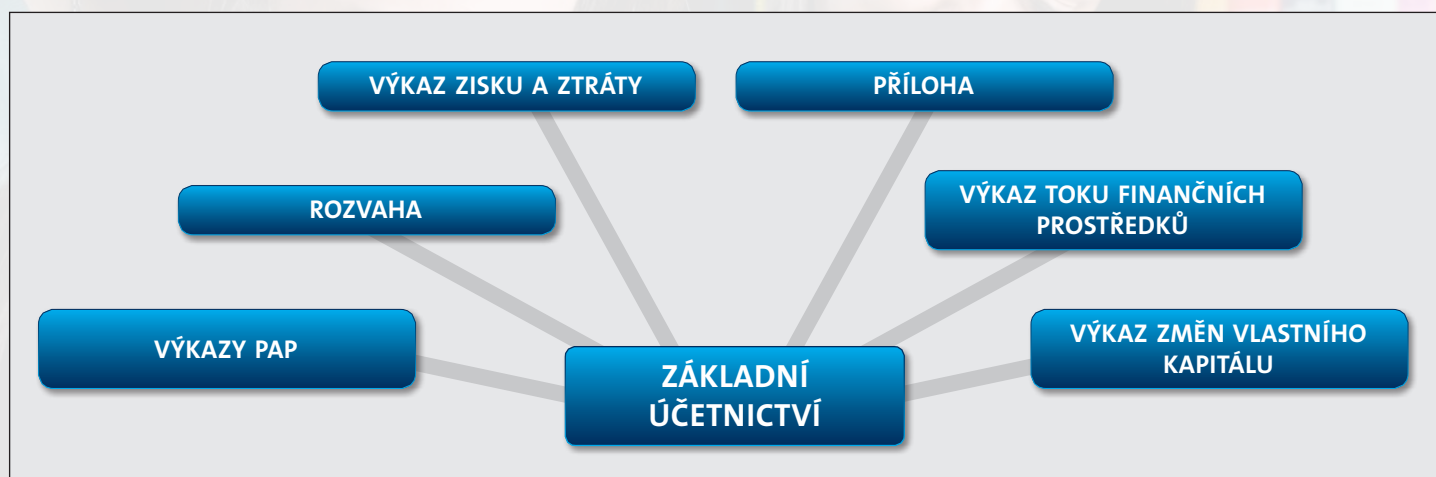 VÝKAZ ZISKU A ZTRÁTY
PŘÍLOHA
ROZVAHA
VÝKAZ TOKU FINANČNÍCH
PROSTŘEDKŮ
VÝKAZY PAP
VÝKAZ ZMĚN VLASTNÍHO
KAPITÁLU
ZÁKLADNÍ
ÚČETNICTVÍ